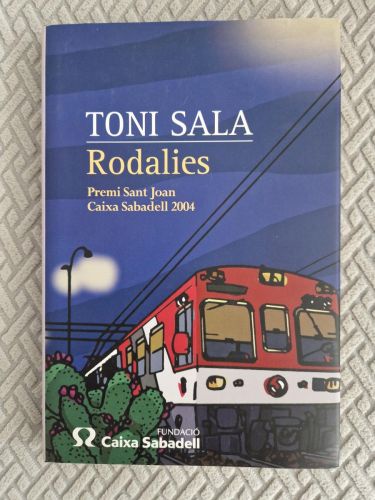 TONI SALA
Rodalies
Premi Sant Joan
Caixa Sabadell 2004
FUNDACIÓ
Caixa Sabadell